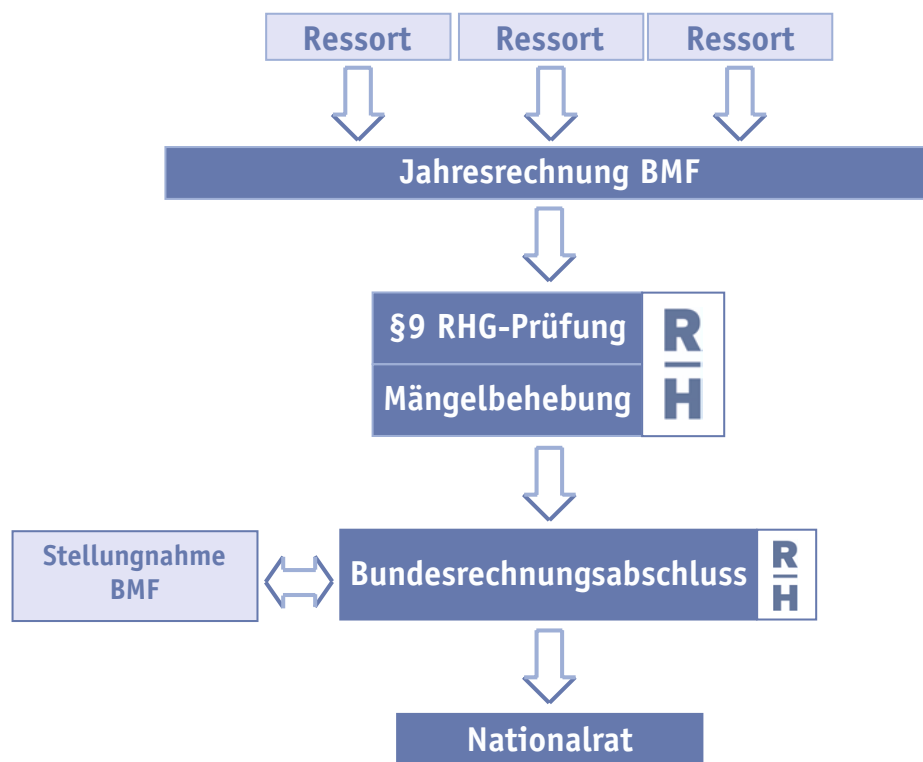 Ressort
Ressort
Ressort
Jahresrechnung BMF
§9 RHG-Prüfung
Mängelbehebung
R
H
Stellungnahme
BMF
Bundesrechnungsabschluss
R
H
Nationalrat